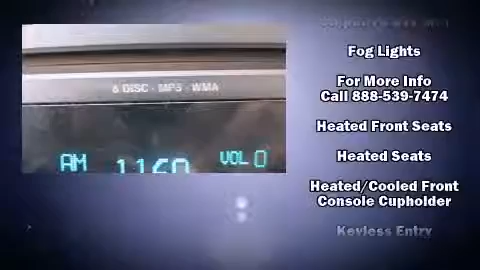 6 DISC - MP3 - WMA
AM 1160 VOL 0
Fog Lights
For More Info
Call 888-539-7474
Heated Front Seats
Heated Seats
Heated/Cooled Front
Console Cupholder
Keyless Entry